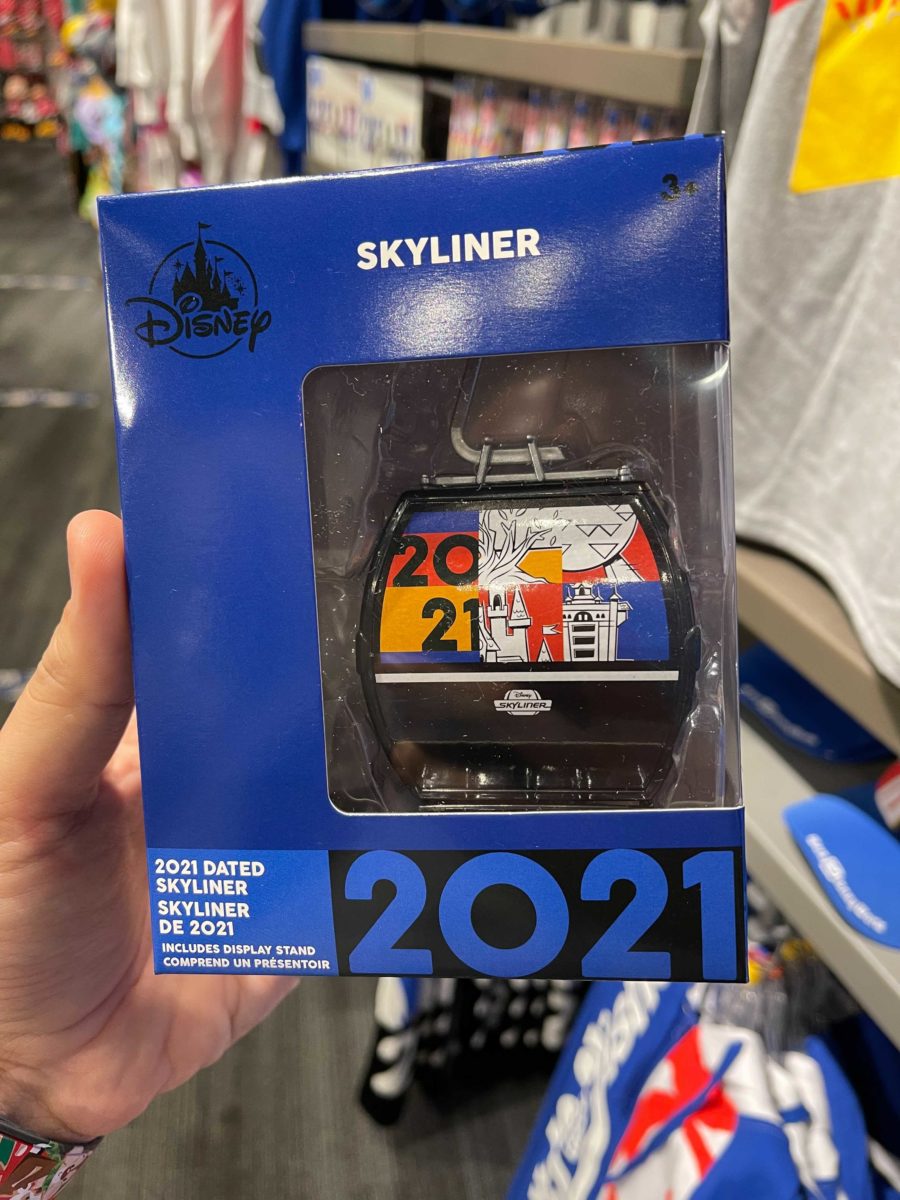 3+
SKYLINER
Disney
20
21
Disney
SKYLINER
2021 DATED
SKYLINER
SKYLINER
DE 2021
INCLUDES DISPLAY STAND
COMPREND UN PRÉSENTOIR
2021